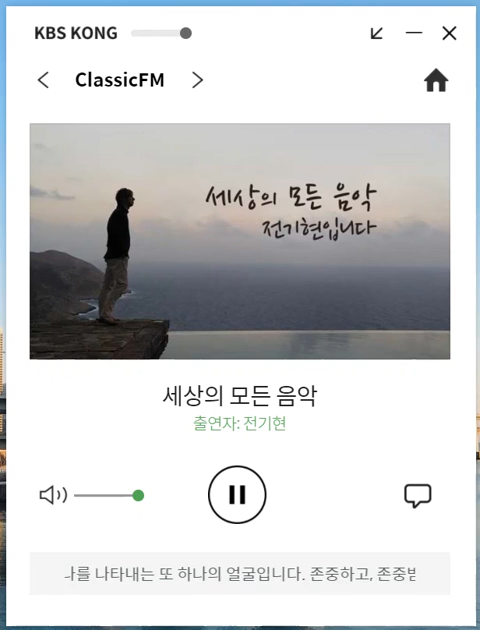 KBS KONG
ClassicFM
세상의 모든 음악
전기현입니다
세상의 모든 음악
출연자: 전기현
나를 나타내는 또 하나의 얼굴입니다. 존중하고, 존중받